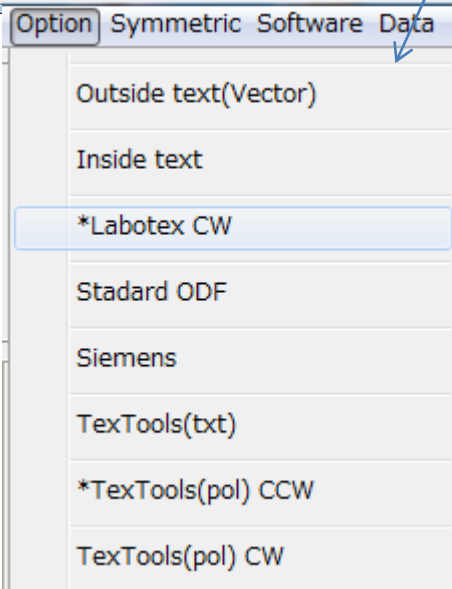 Option Symmetric Software Data
Outside text(Vector)
Inside text
*Labotex CW
Stadard ODF
Siemens
TexTools(txt)
*TexTools(pol) CCW
TexTools(pol) CW